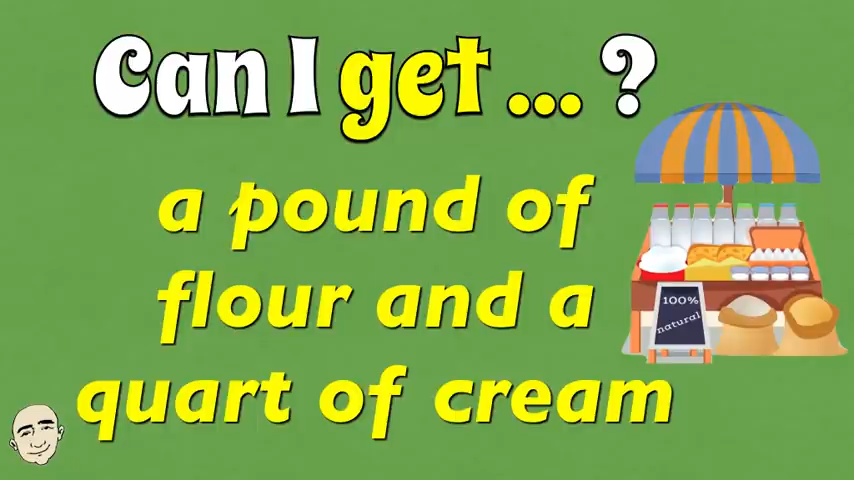 Can I get ... ?
a pound of
flour and a
quart of cream
100%
natural